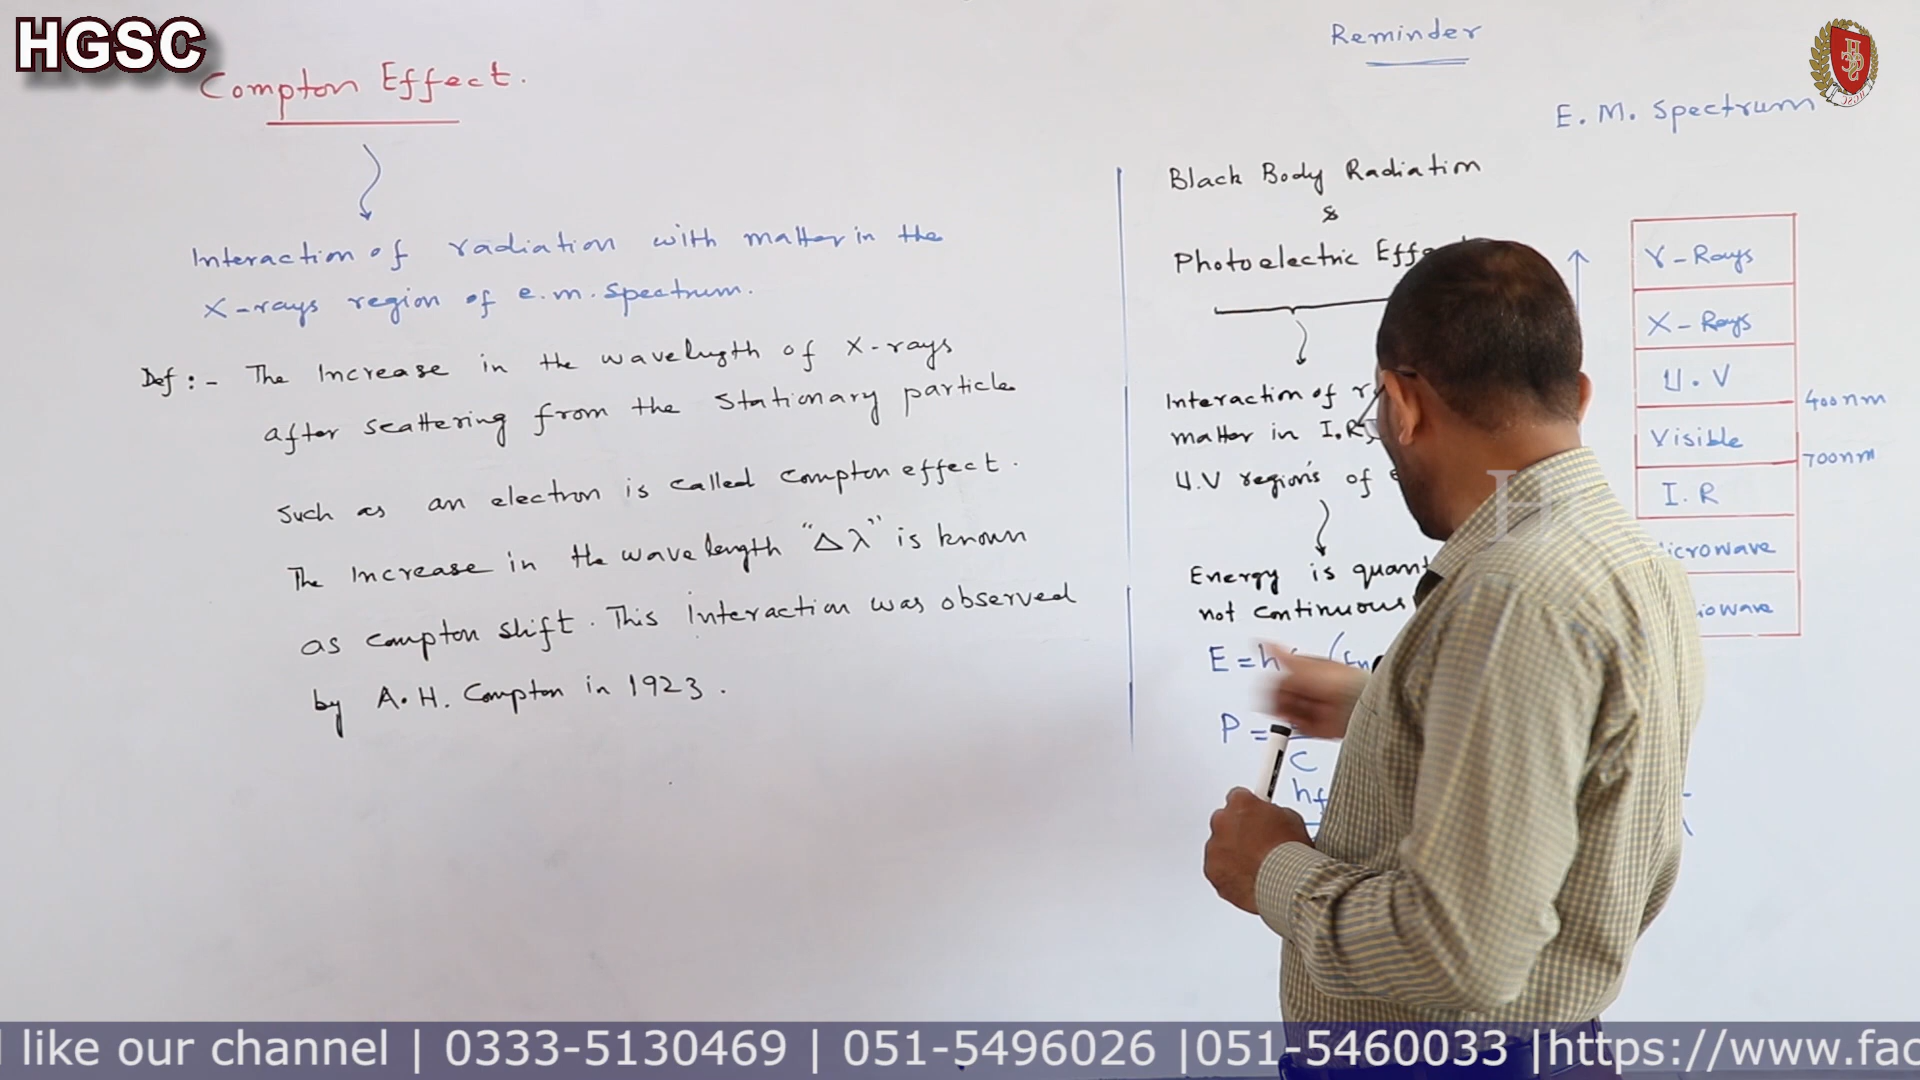 HGSC
Compton Effect.
Interaction of radiation with matter in the
X-rays region of e.m. spectrum.
Def:- The Increase in the wavelength of X-rays
after scattering from the stationary particle
such as an electron is called compton effect.
The Increase in the wavelength "Δλ" is known
as compton shift. This Interaction was observed
by A.H. Compton in 1923.
Reminder
Black Body Radiation
&
Photoelectric
Interaction of
matter in I.R,
U.V regions of
Energy is
not continuous
E =
P =
C
E. M. Spectrum
γ-Rays
X-Rays
U.V
400nm
Visible
700nm
I.R
like our channel | 0333-5130469 | 051-5496026 |051-5460033 |https://www.fac